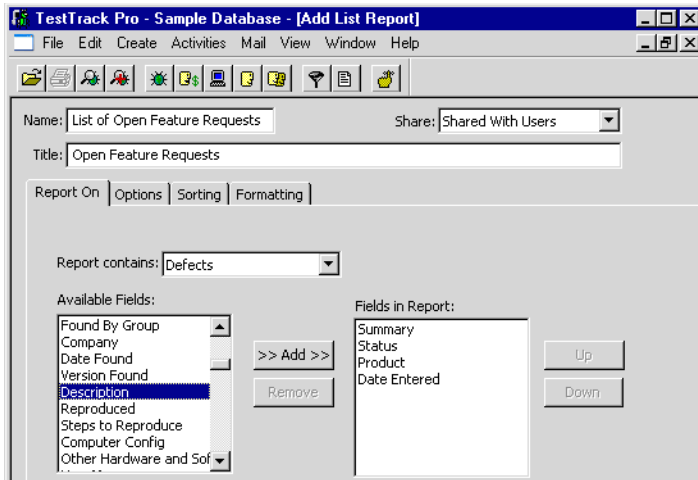 TestTrack Pro - Sample Database - [Add List Report]
File Edit Create Activities Mail View Window Help
Name: List of Open Feature Requests Share: Shared With Users
Title: Open Feature Requests
Report On Options Sorting Formatting
Report contains: Defects
Available Fields:
Found By Group
Company
Date Found
Version Found
Description
Reproduced
Steps to Reproduce
Computer Config
Other Hardware and Sof
>> Add >>
Remove
Fields in Report:
Summary
Status
Product
Date Entered
Up
Down